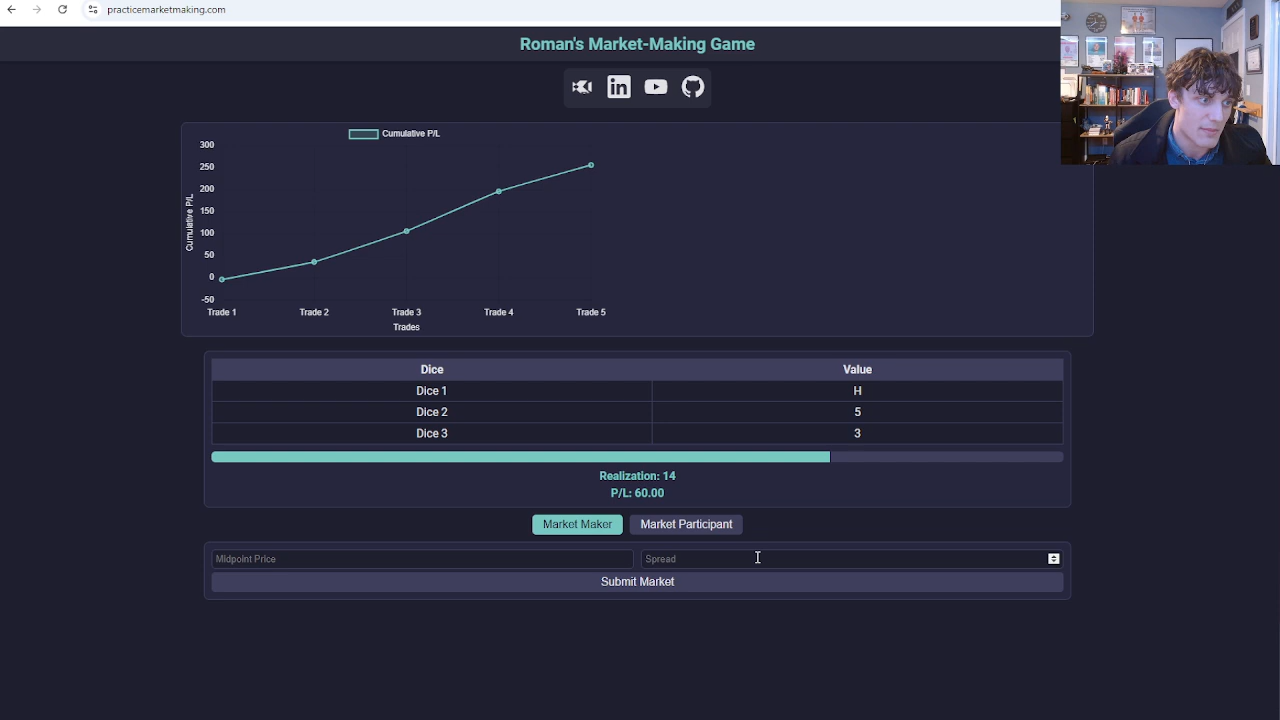 practicemarketmaking.com
Roman's Market-Making Game
in
Cumulative P/L
300
250
200
150
100
50
0
-50
Cumulative P/L
Trade 1 Trade 2 Trade 3 Trade 4 Trade 5
Trades
Dice Value
Dice 1 H
Dice 2 5
Dice 3 3
Realization: 14
P/L: 60.00
Market Maker Market Participant
Midpoint Price Spread
Submit Market